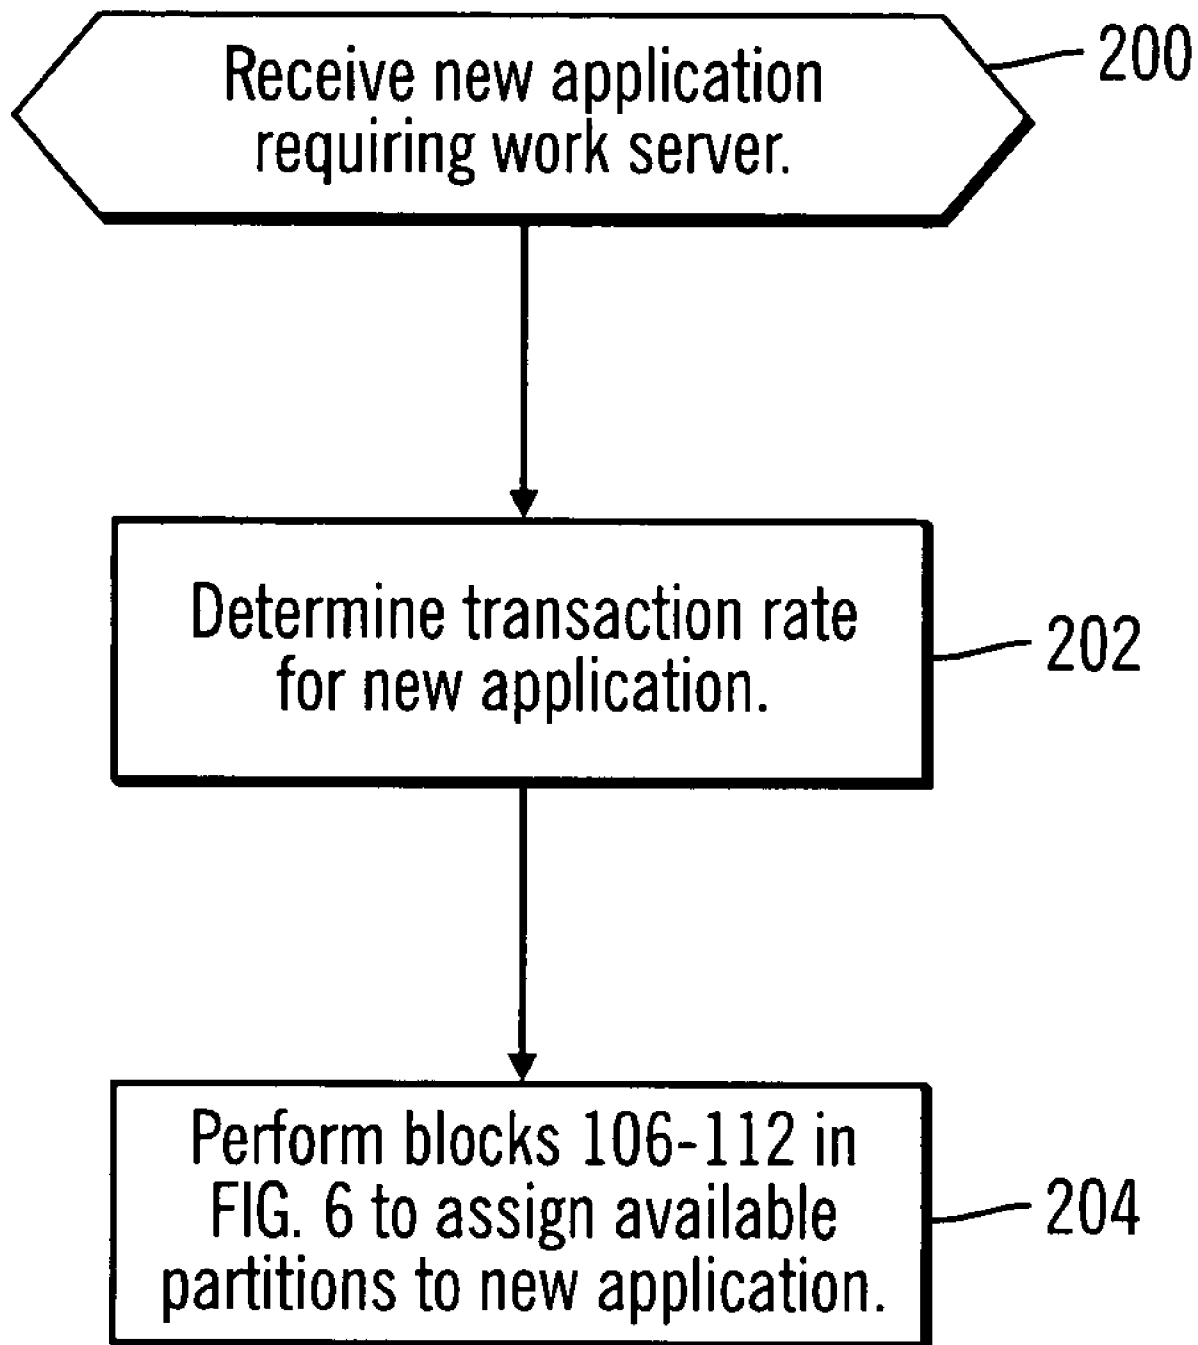 Receive new application
requiring work server.
200
Determine transaction rate
for new application.
202
Perform blocks 106-112 in
FIG. 6 to assign available
partitions to new application.
204